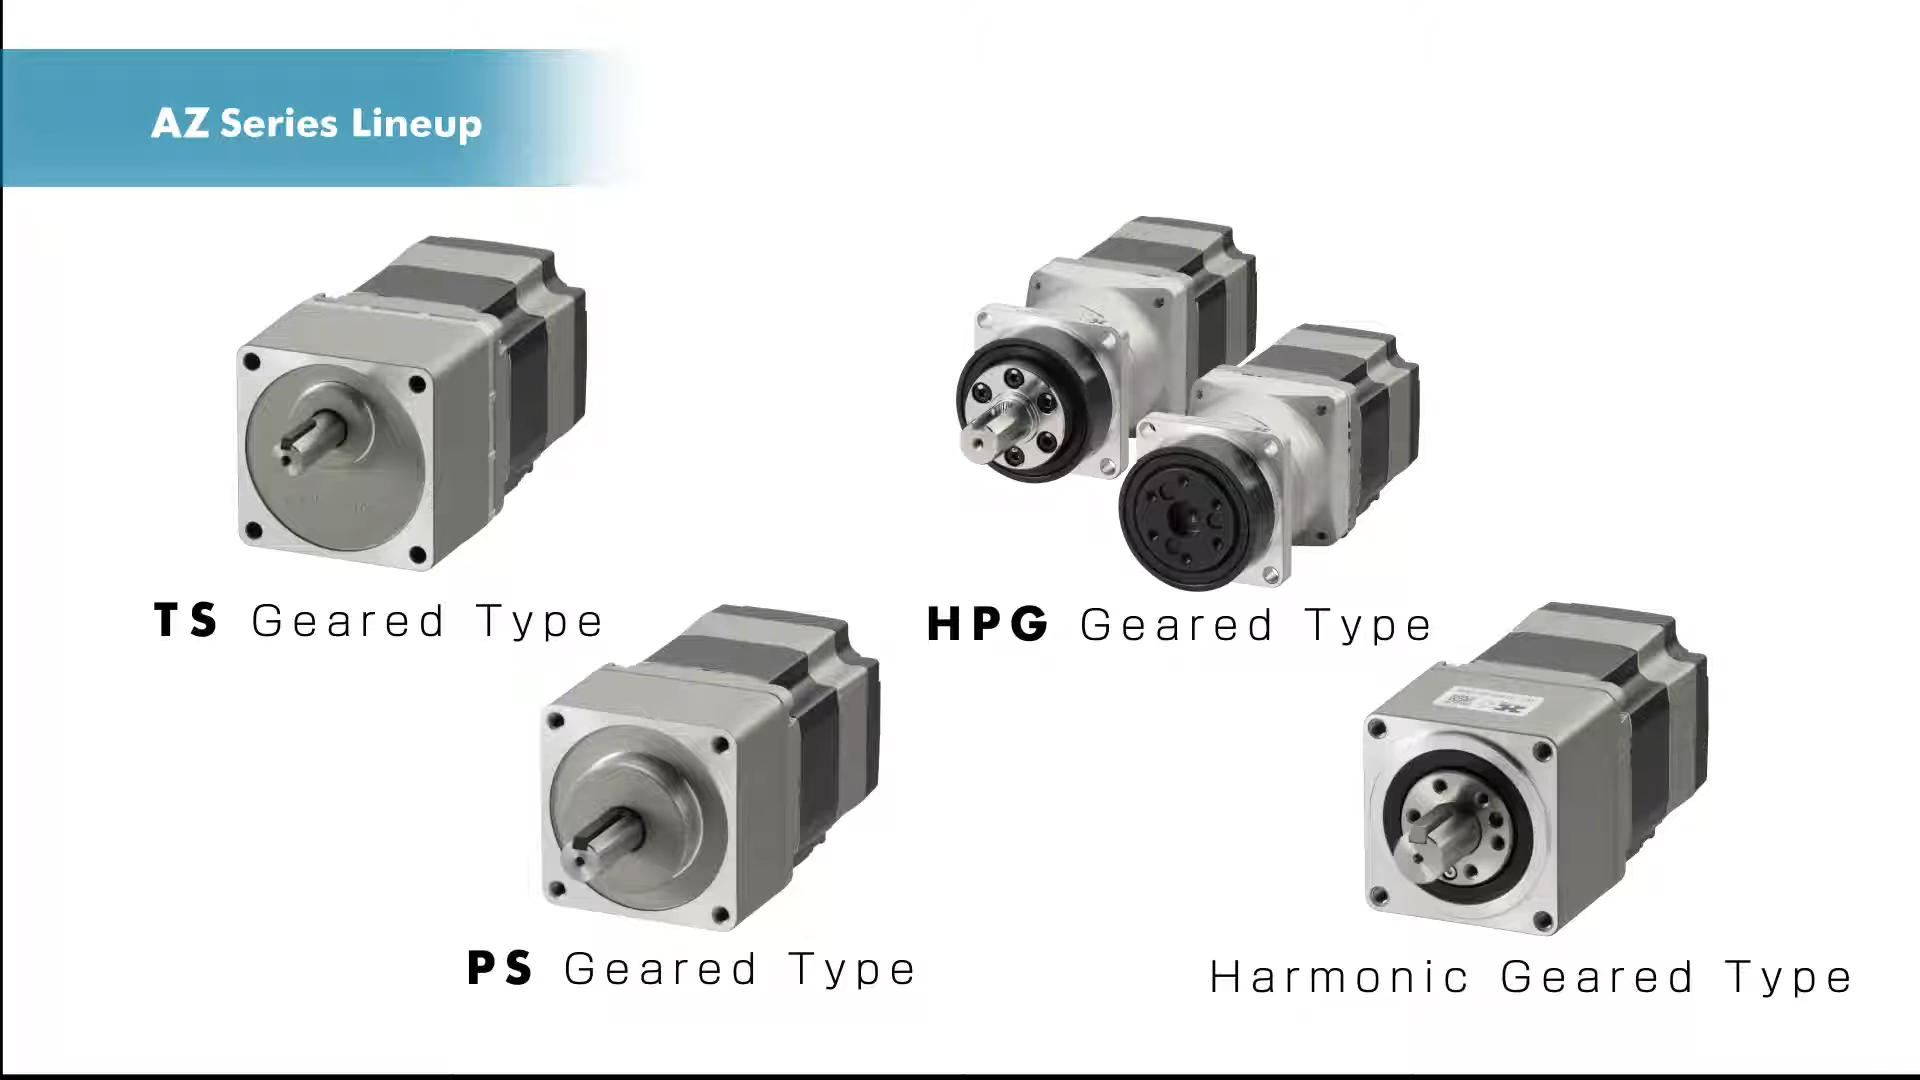 AZ Series Lineup
TS Geared Type
HPG Geared Type
PS Geared Type
Harmonic Geared Type